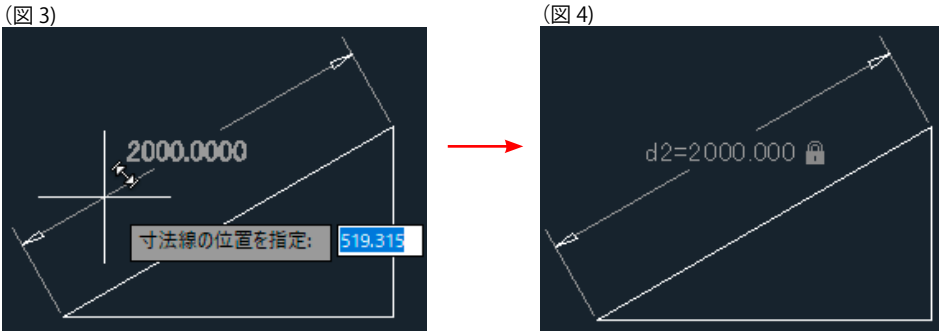 （図 3)
（図 4)
2000.0000
寸法線の位置を指定: 519.315
d2=2000.000